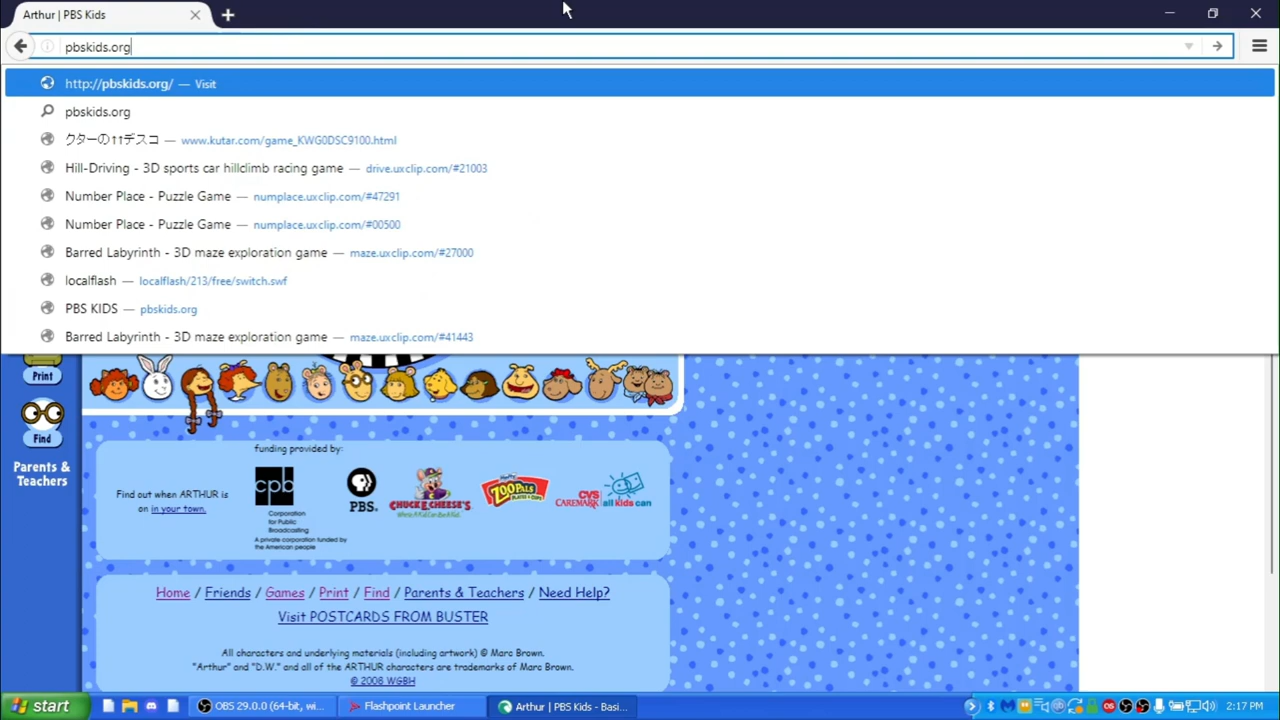 Arthur | PBS Kids
pbskids.org
http://pbskids.org/ — Visit
pbskids.org
クターの↑↑デスコ — www.kutar.com/game_KWG0DSC9100.html
Hill-Driving - 3D sports car hillclimb racing game — drive.uxclip.com/#21003
Number Place - Puzzle Game — numplace.uxclip.com/#47291
Number Place - Puzzle Game — numplace.uxclip.com/#00500
Barred Labyrinth - 3D maze exploration game — maze.uxclip.com/#27000
localflash — localflash/213/free/switch.swf
PBS KIDS — pbskids.org
Barred Labyrinth - 3D maze exploration game — maze.uxclip.com/#41443
Print
Find
Parents &
Teachers
funding provided by:
Find out when ARTHUR is
on in your town.
cpb
Corporation
for Public
Broadcasting
A private corporation funded by
the American people
PBS.
CHUCK E. CHEESE'S
Where A Kid Can Be A Kid
ZOOPALS
CVS
CAREMARK all kids can
Home / Friends / Games / Print / Find / Parents & Teachers / Need Help?
Visit POSTCARDS FROM BUSTER
All characters and underlying materials (including artwork) © Marc Brown.
"Arthur" and "D.W." and all of the ARTHUR characters are trademarks of Marc Brown.
© 2008 WGBH
start
OBS 29.0.0 (64-bit, wi...
Flashpoint Launcher
Arthur | PBS Kids - Basi...
2:17 PM